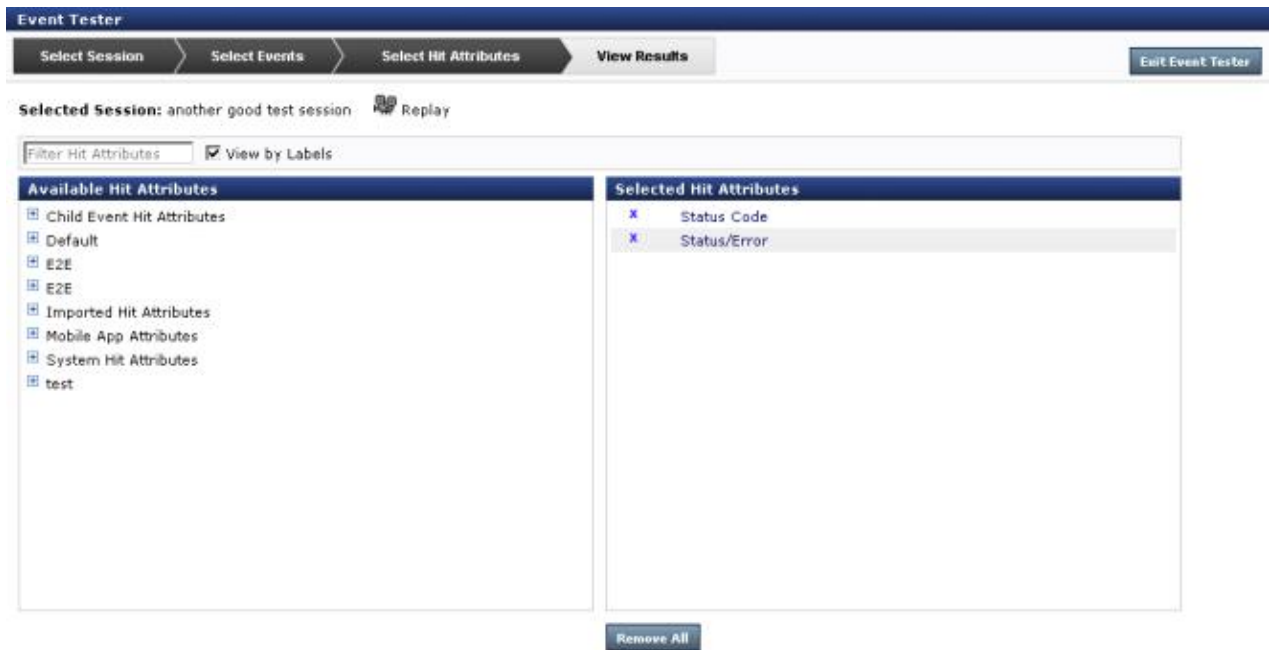 Event Tester
Select Session Select Events Select Hit Attributes View Results Exit Event Tester
Selected Session: another good test session Replay
Filter Hit Attributes View by Labels
Available Hit Attributes
Child Event Hit Attributes
Default
E2E
E2E
Imported Hit Attributes
Mobile App Attributes
System Hit Attributes
test
Selected Hit Attributes
x Status Code
x Status/Error
Remove All